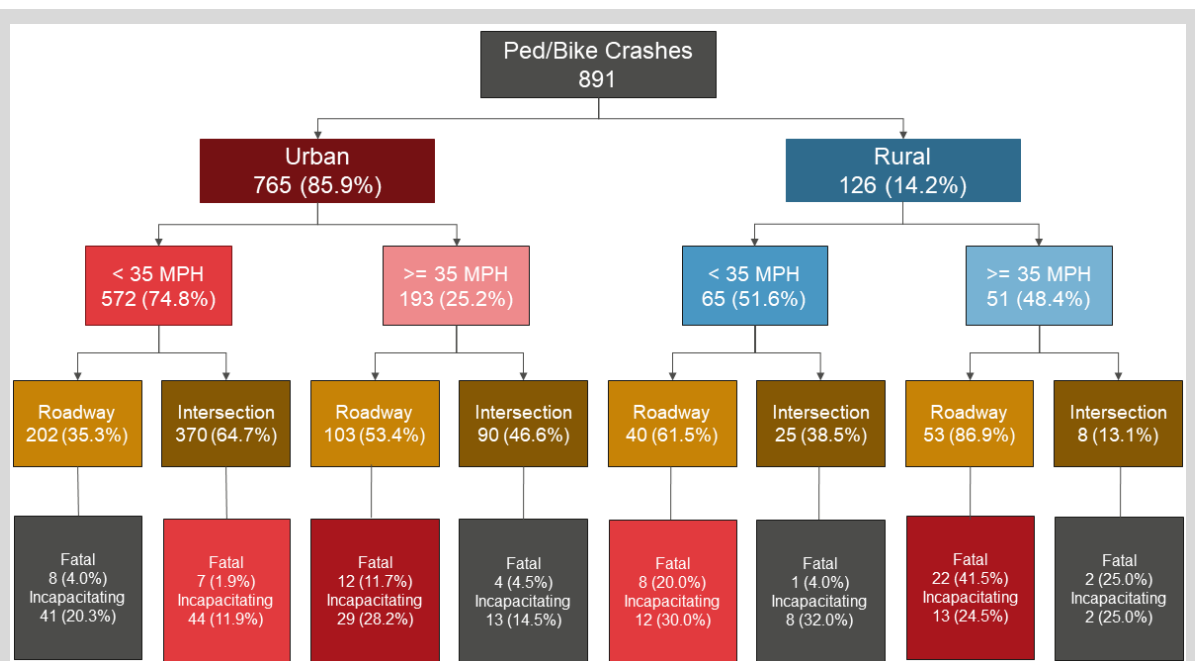 Ped/Bike Crashes
891
Urban
765 (85.9%)
Rural
126 (14.2%)
< 35 MPH
572 (74.8%)
>= 35 MPH
193 (25.2%)
< 35 MPH
65 (51.6%)
>= 35 MPH
51 (48.4%)
Roadway
202 (35.3%)
Intersection
370 (64.7%)
Roadway
103 (53.4%)
Intersection
90 (46.6%)
Roadway
40 (61.5%)
Intersection
25 (38.5%)
Roadway
53 (86.9%)
Intersection
8 (13.1%)
Fatal
8 (4.0%)
Incapacitating
41 (20.3%)
Fatal
7 (1.9%)
Incapacitating
44 (11.9%)
Fatal
12 (11.7%)
Incapacitating
29 (28.2%)
Fatal
4 (4.5%)
Incapacitating
13 (14.5%)
Fatal
8 (20.0%)
Incapacitating
12 (30.0%)
Fatal
1 (4.0%)
Incapacitating
8 (32.0%)
Fatal
22 (41.5%)
Incapacitating
13 (24.5%)
Fatal
2 (25.0%)
Incapacitating
2 (25.0%)